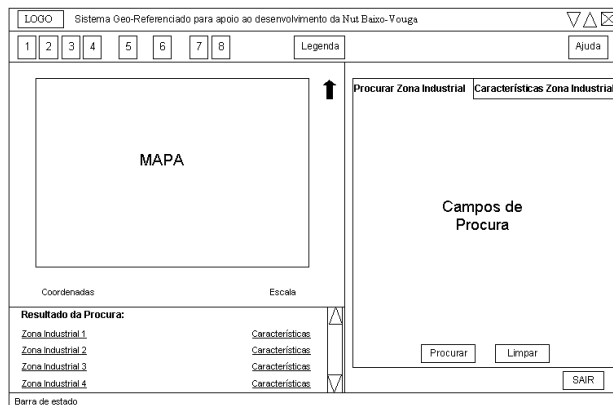 LOGO Sistema Geo-Referenciado para apoio ao desenvolvimento da Nut Baixo-Vouga
1 2 3 4 5 6 7 8 Legenda Ajuda
Procurar Zona Industrial Características Zona Industrial
MAPA
Campos de
Procura
Coordenadas Escala
Resultado da Procura:
Zona Industrial 1 Características
Zona Industrial 2 Características
Zona Industrial 3 Características
Zona Industrial 4 Características
Procurar Limpar
SAIR
Barra de estado